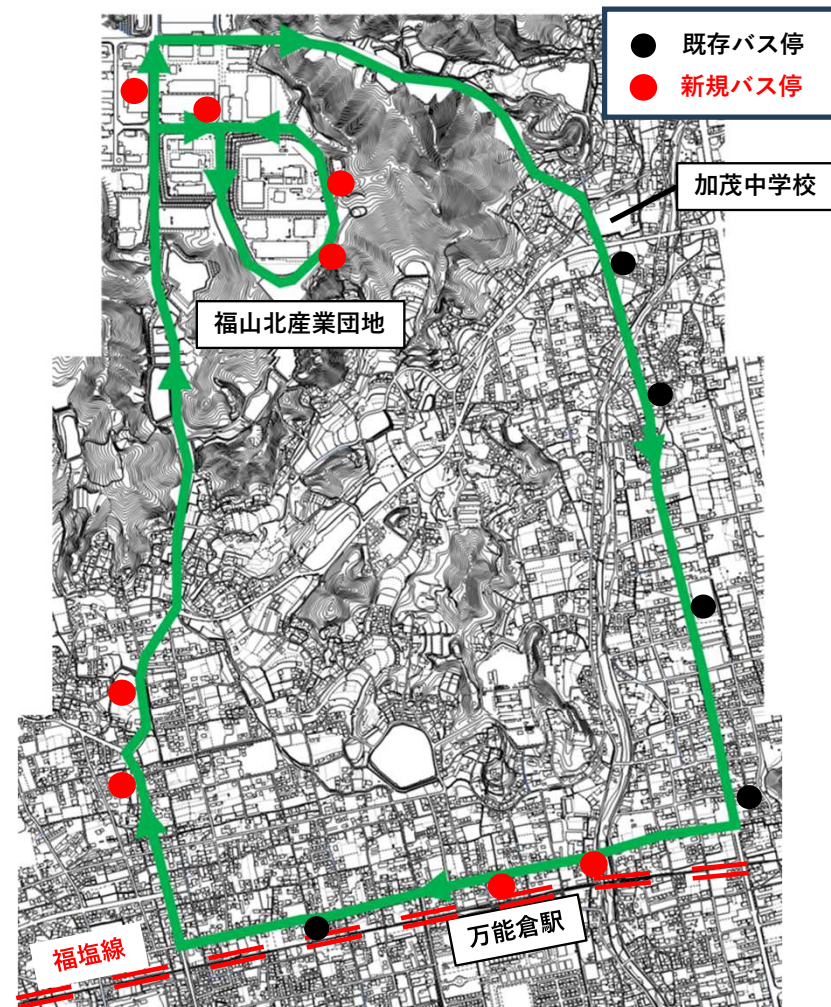 既存バス停
新規バス停
加茂中学校
福山北産業団地
万能倉駅
福塩線